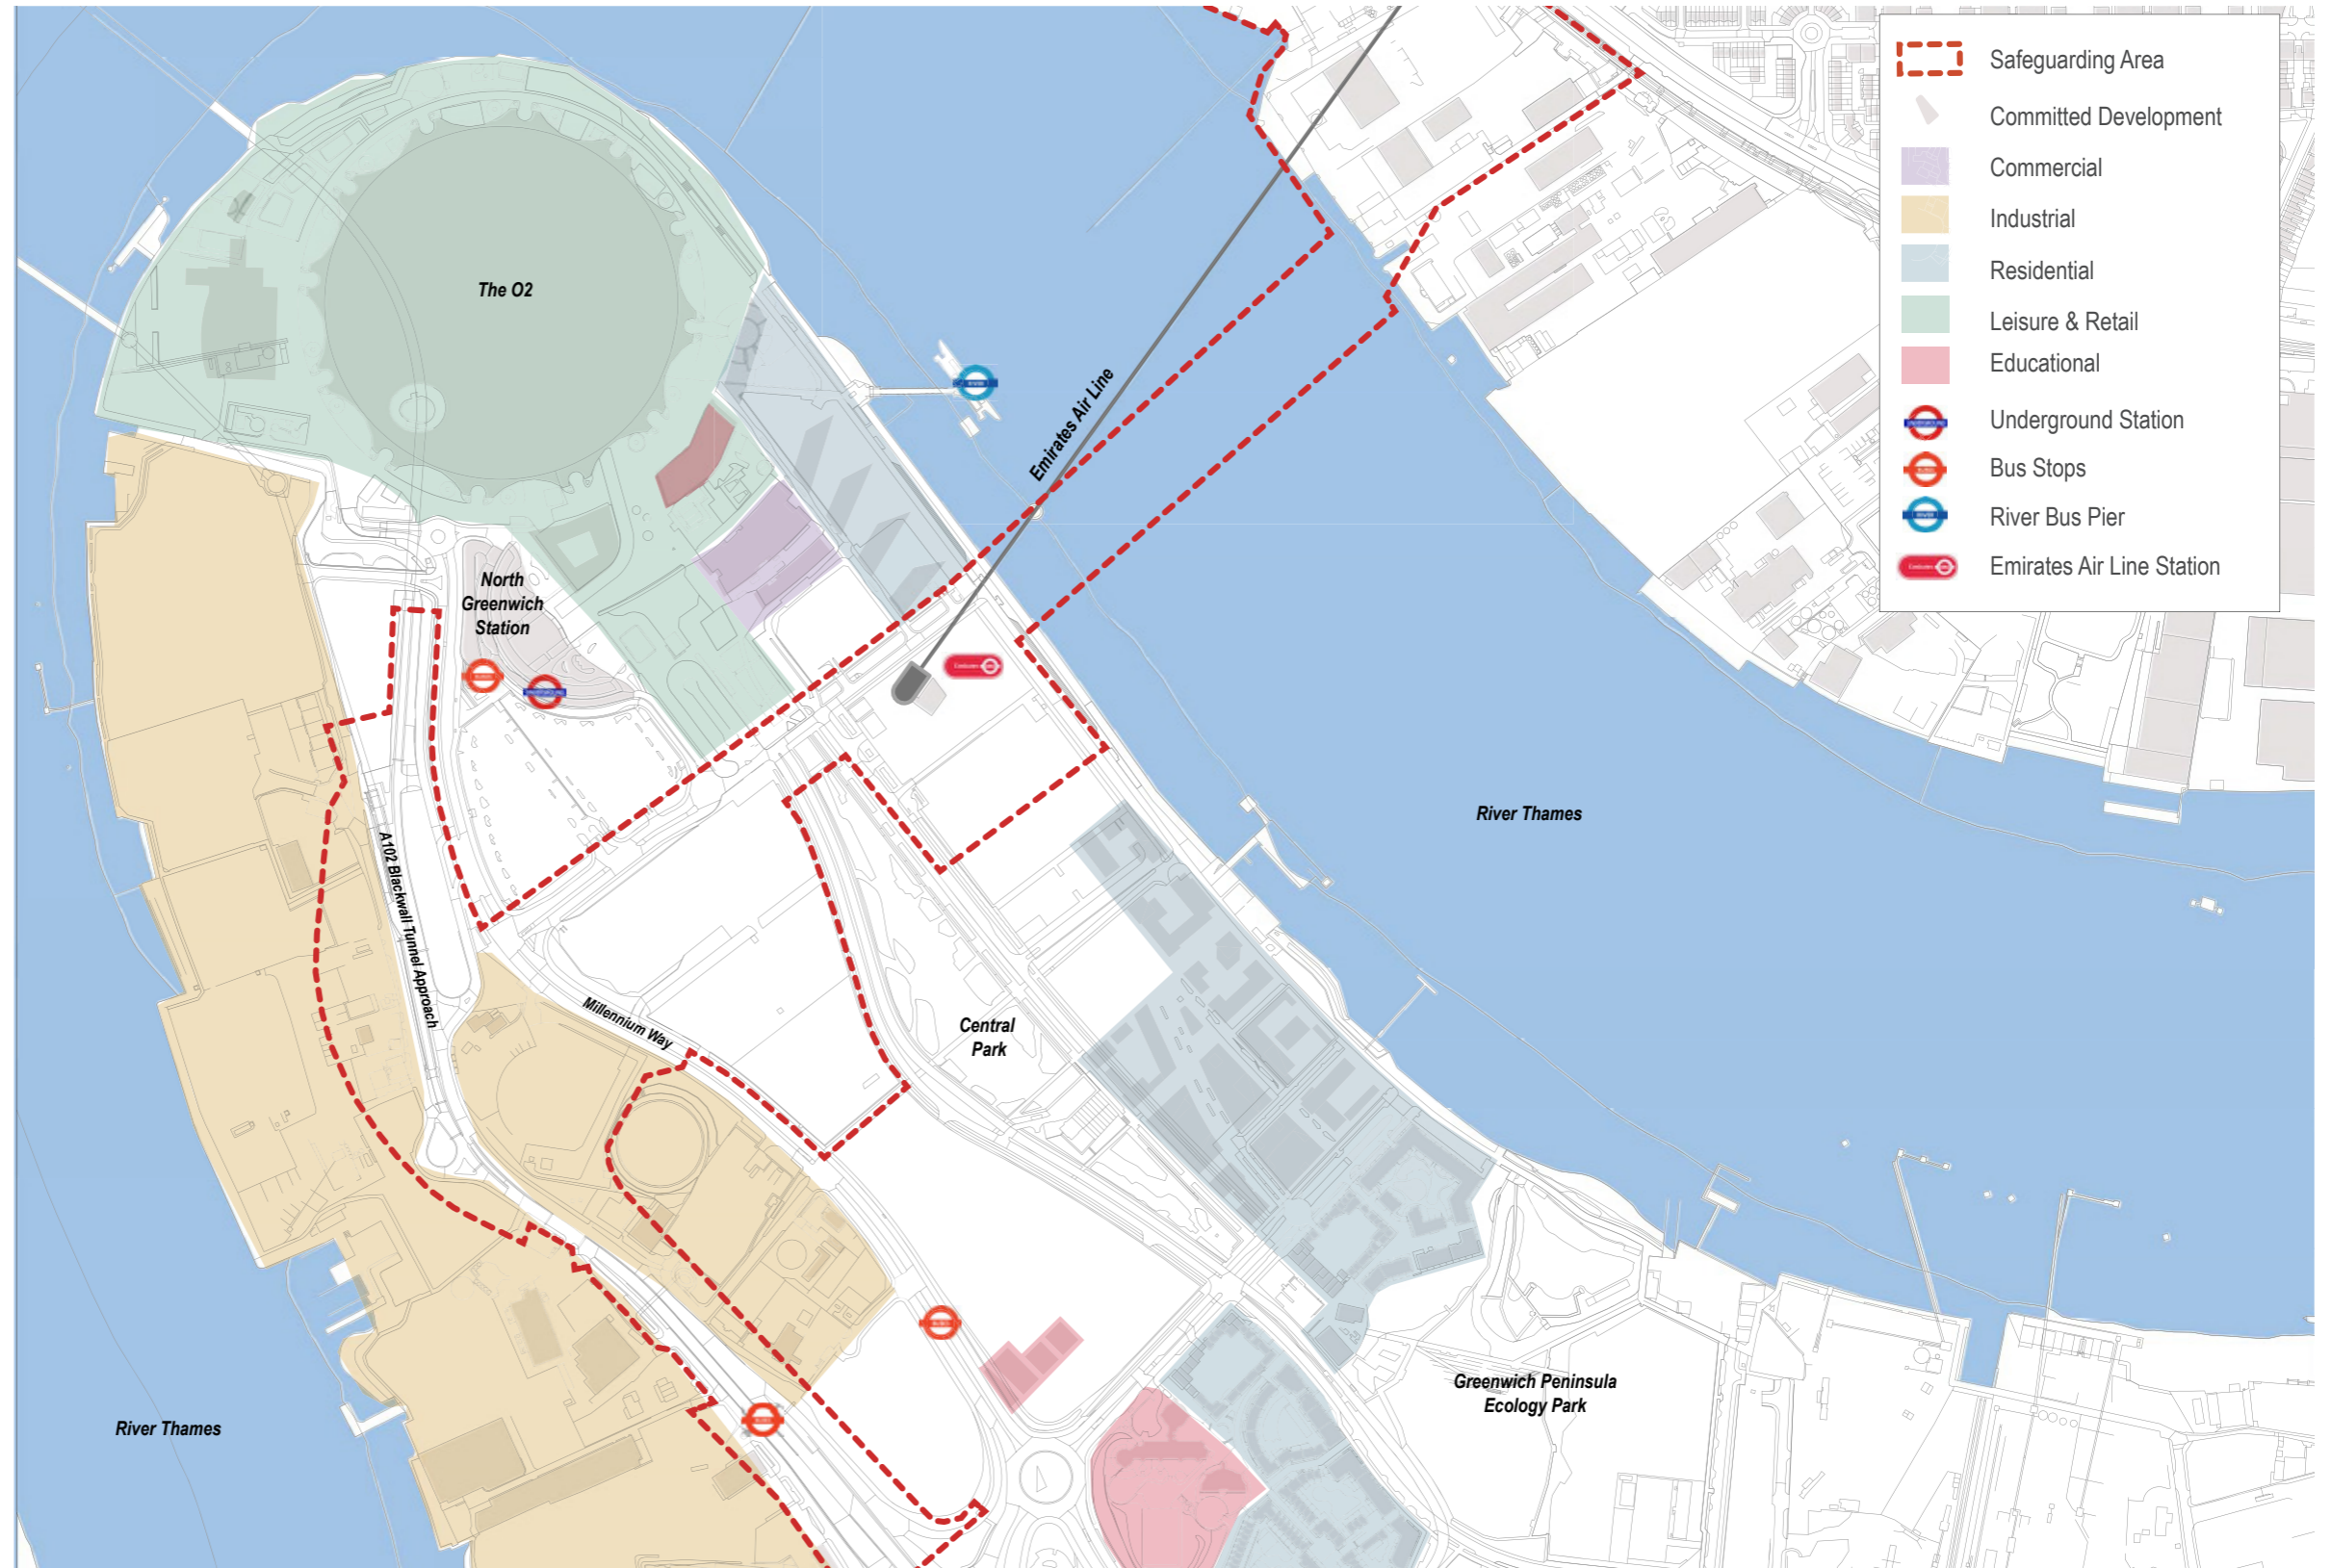 Safeguarding Area
Committed Development
Commercial
Industrial
Residential
Leisure & Retail
Educational
Underground Station
Bus Stops
River Bus Pier
Emirates Air Line Station
The O2
Emirates Air Line
North
Greenwich
Station
River Thames
A102 Blackwall Tunnel Approach
Millennium Way
Central
Park
Greenwich Peninsula
Ecology Park
River Thames